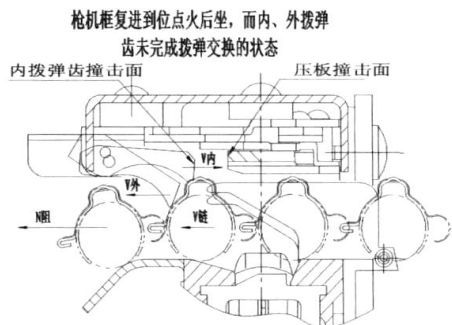 枪机框复进到位点火后坐，而内、外拨弹
齿未完成拨弹交换的状态
内拨弹齿撞击面
压板撞击面
V内
V外
N阻
V链